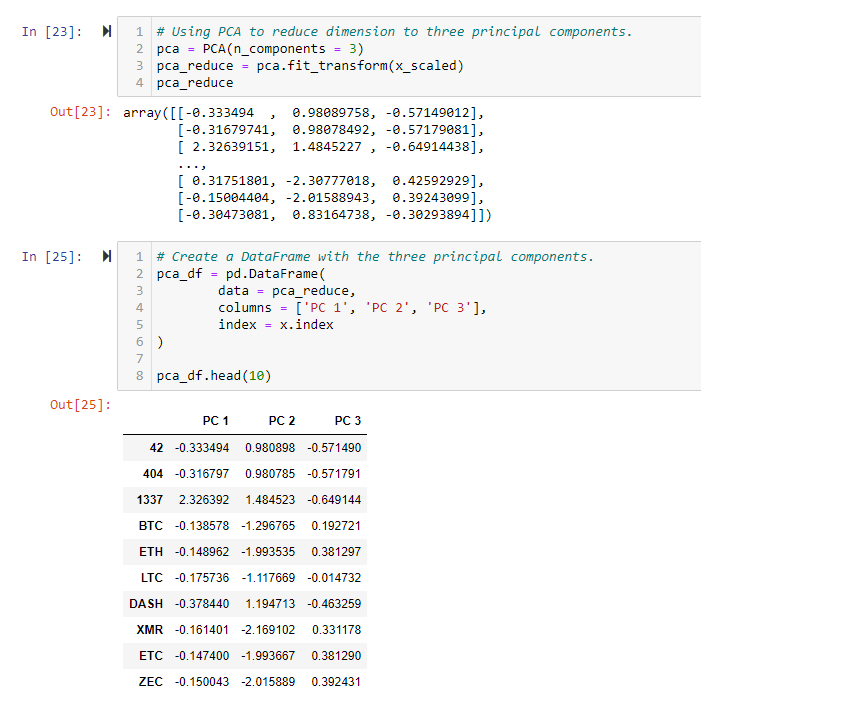 In [23]:
1 # Using PCA to reduce dimension to three principal components.
2 pca = PCA(n_components = 3)
3 pca_reduce = pca.fit_transform(x_scaled)
4 pca_reduce
Out[23]: array([[-0.333494  ,  0.98089758, -0.57149012],
[-0.31679741,  0.98078492, -0.57179081],
[ 2.32639151,  1.4845227 , -0.64914438],
...,
[ 0.31751801, -2.30777018,  0.42592929],
[-0.15004404, -2.01588943,  0.39243099],
[-0.30473081,  0.83164738, -0.30293894]])
In [25]:
1 # Create a DataFrame with the three principal components.
2 pca_df = pd.DataFrame(
3         data = pca_reduce,
4         columns = ['PC 1', 'PC 2', 'PC 3'],
5         index = x.index
6 )
7
8 pca_df.head(10)
Out[25]:
PC 1 PC 2 PC 3
42 -0.333494 0.980898 -0.571490
404 -0.316797 0.980785 -0.571791
1337 2.326392 1.484523 -0.649144
BTC -0.138578 -1.296765 0.192721
ETH -0.148962 -1.993535 0.381297
LTC -0.175736 -1.117669 -0.014732
DASH -0.378440 1.194713 -0.463259
XMR -0.161401 -2.169102 0.331178
ETC -0.147400 -1.993667 0.381290
ZEC -0.150043 -2.015889 0.392431